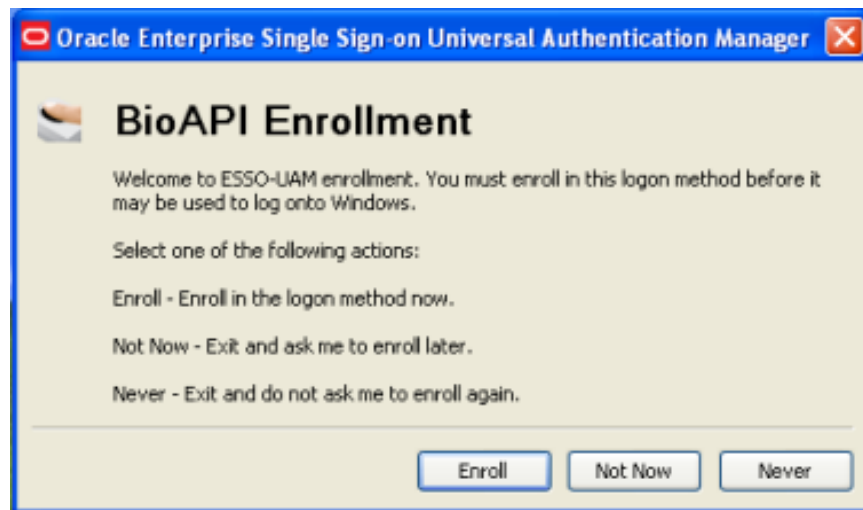 Oracle Enterprise Single Sign-on Universal Authentication Manager
BioAPI Enrollment
Welcome to ESSO-UAM enrollment. You must enroll in this logon method before it
may be used to log onto Windows.
Select one of the following actions:
Enroll - Enroll in the logon method now.
Not Now - Exit and ask me to enroll later.
Never - Exit and do not ask me to enroll again.
Enroll Not Now Never